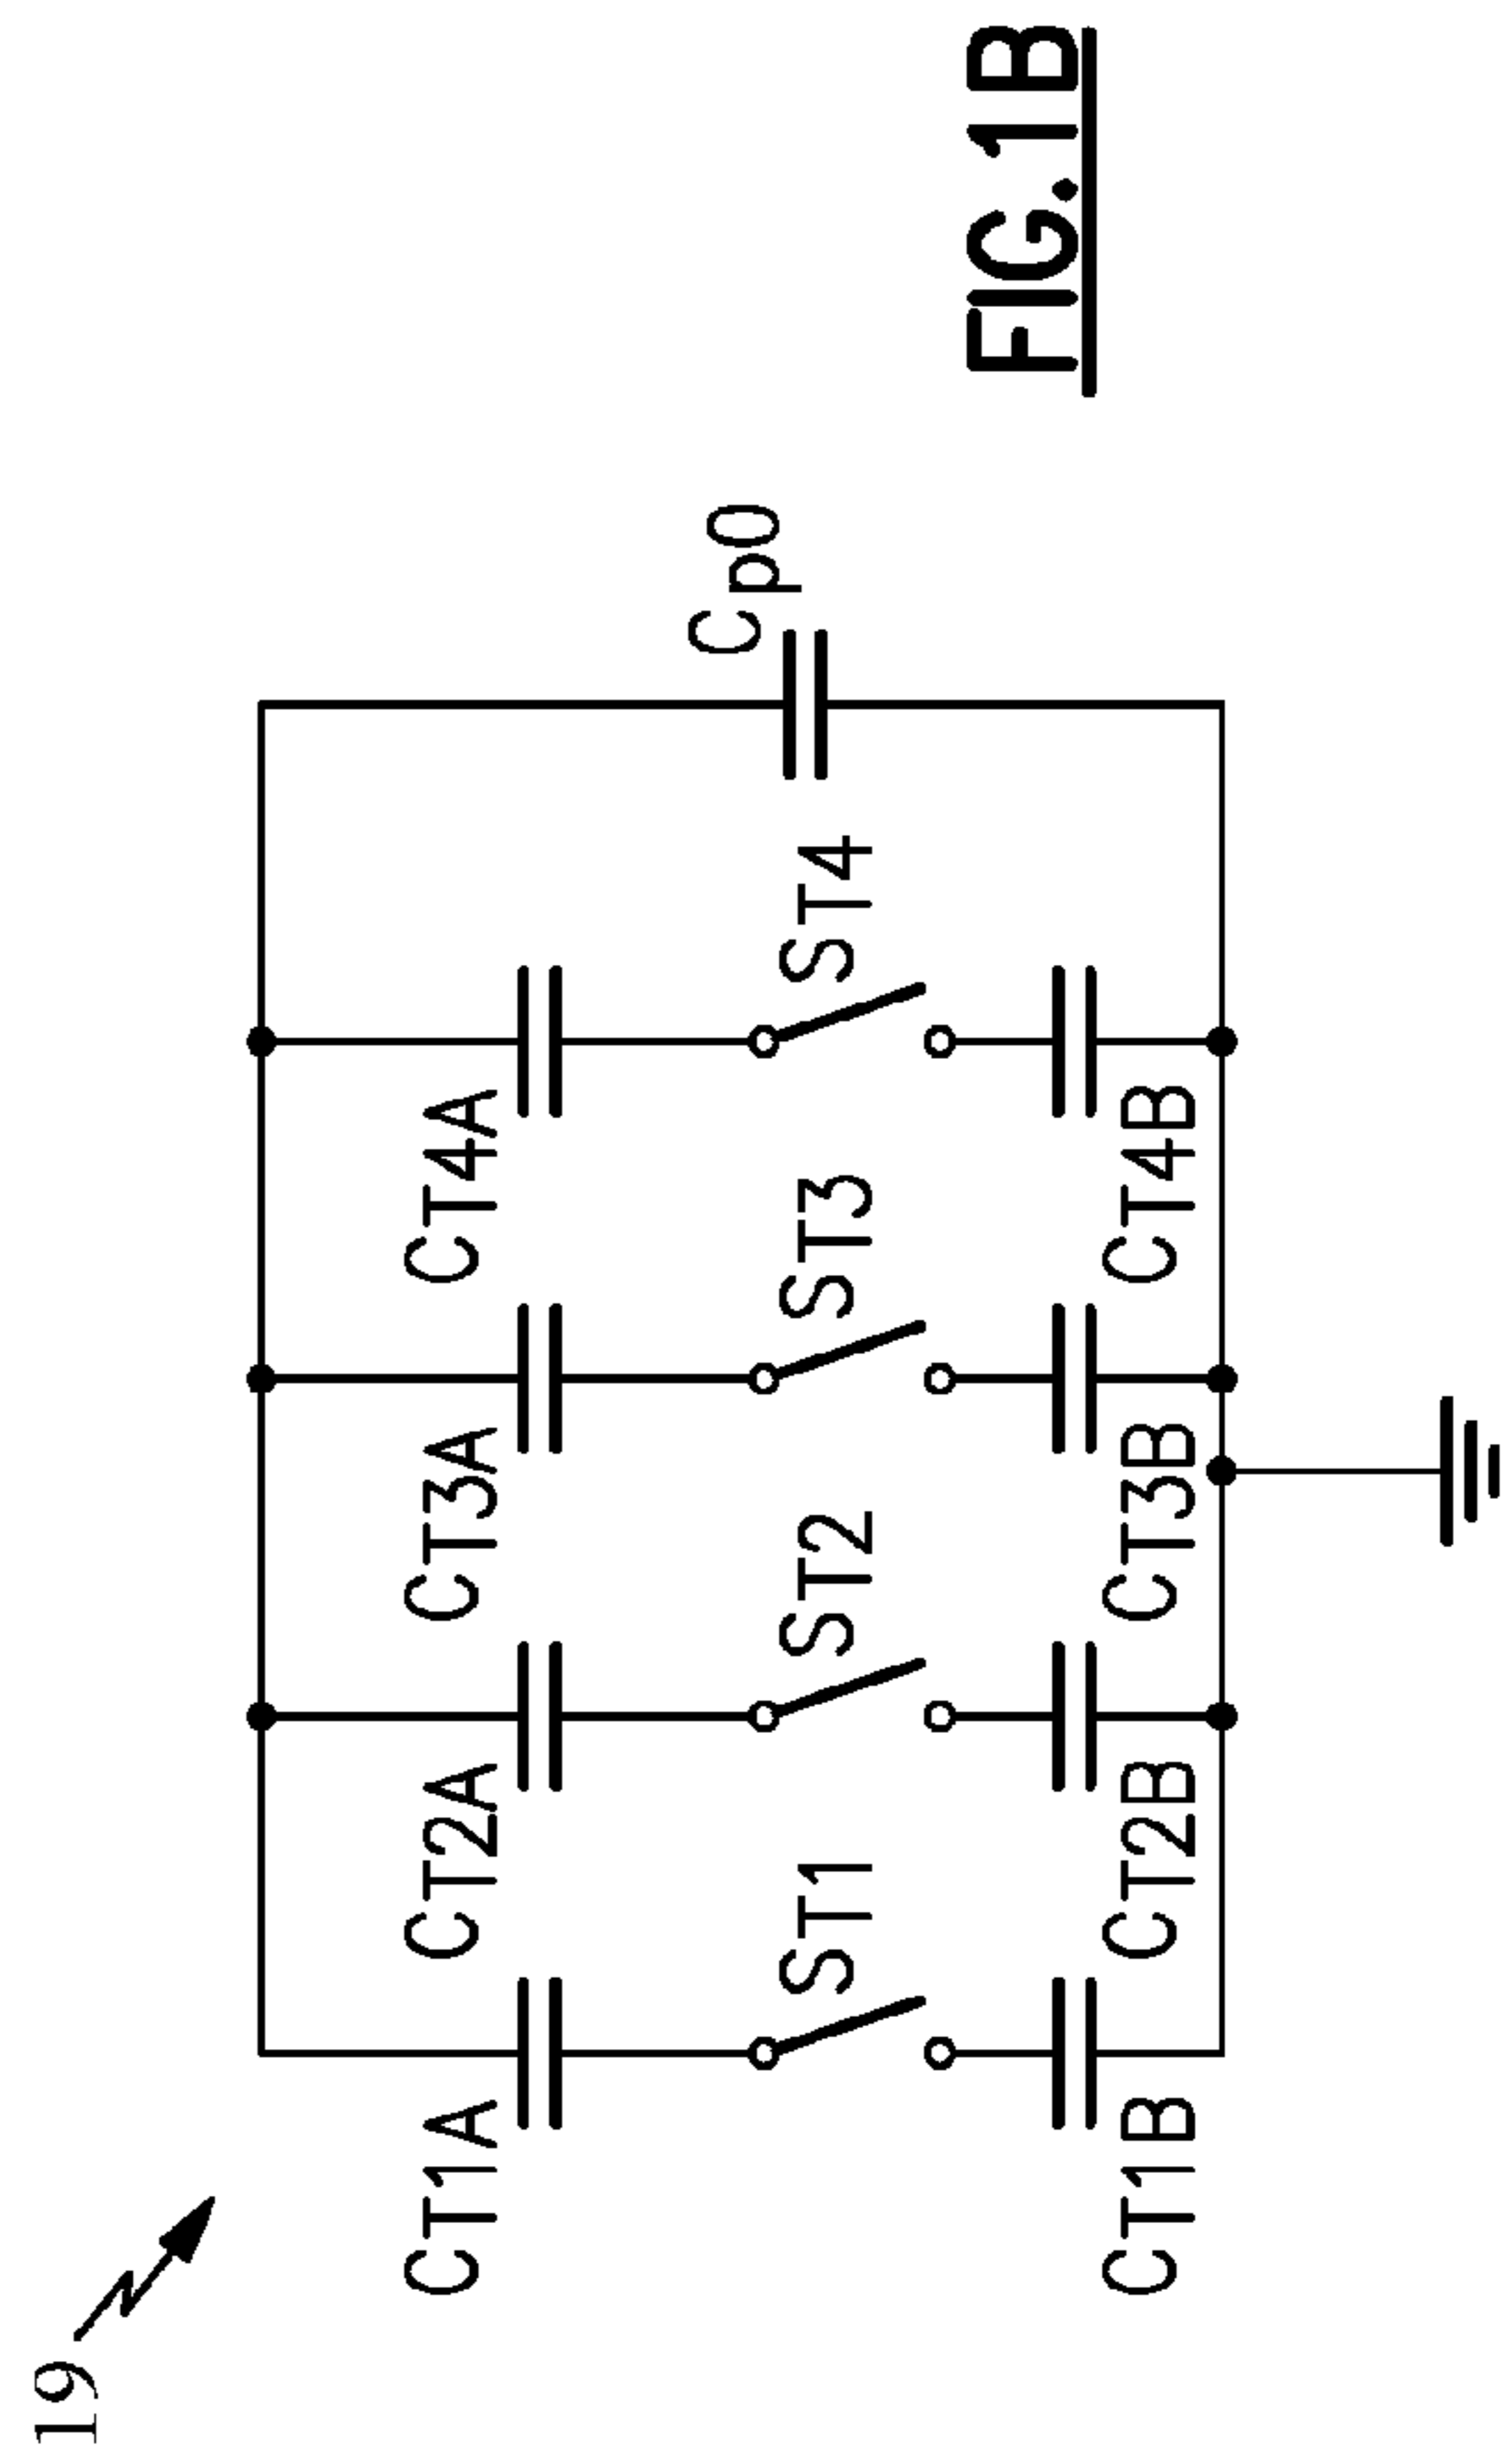 19
CT1A
CT2A
CT3A
CT4A
Cp0
ST1
ST2
ST3
ST4
CT1B
CT2B
CT3B
CT4B
FIG.1B